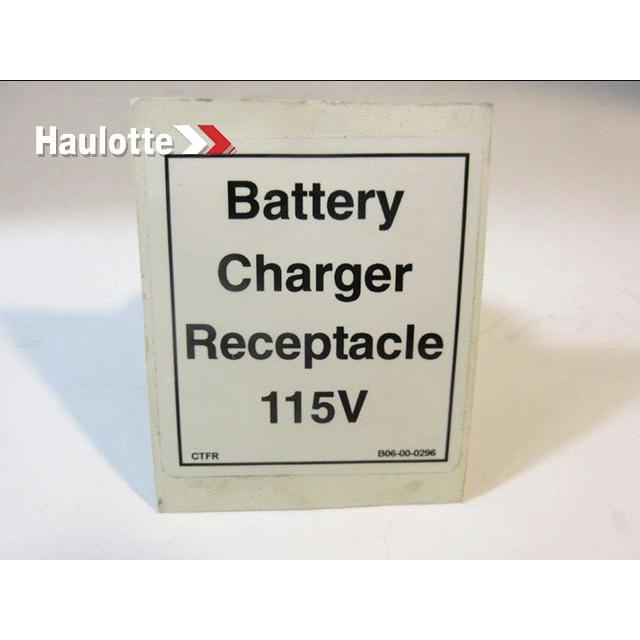 Haulotte
Battery
Charger
Receptacle
115V
CTFR B06-00-0296